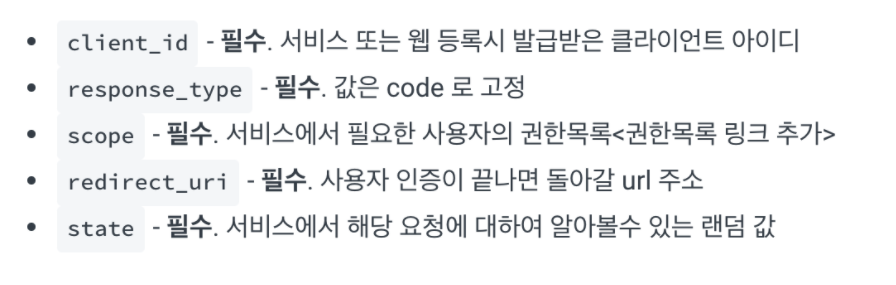 • client_id - 필수. 서비스 또는 웹 등록시 발급받은 클라이언트 아이디
• response_type - 필수. 값은 code 로 고정
• scope - 필수. 서비스에서 필요한 사용자의 권한목록<권한목록 링크 추가>
• redirect_uri - 필수. 사용자 인증이 끝나면 돌아갈 url 주소
• state - 필수. 서비스에서 해당 요청에 대하여 알아볼수 있는 랜덤 값